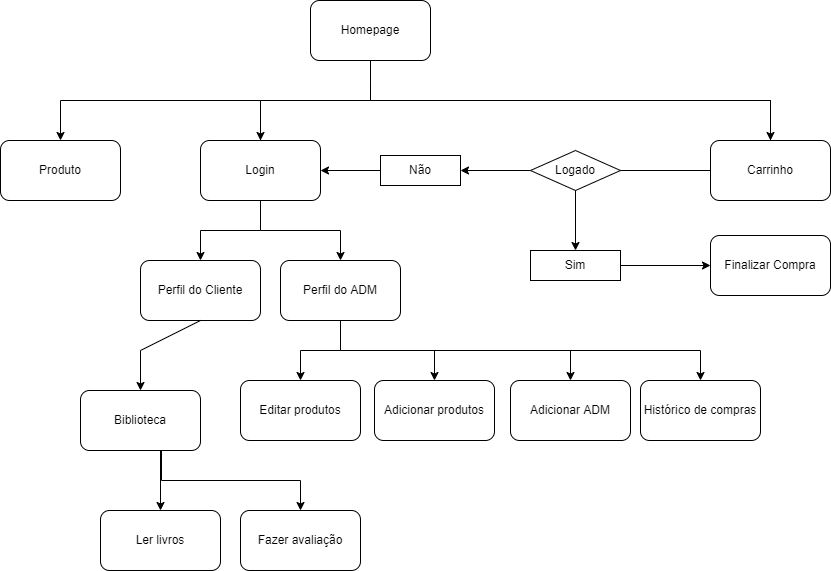 Homepage
Produto
Login
Não
Logado
Carrinho
Sim
Finalizar Compra
Perfil do Cliente
Perfil do ADM
Biblioteca
Editar produtos
Adicionar produtos
Adicionar ADM
Histórico de compras
Ler livros
Fazer avaliação